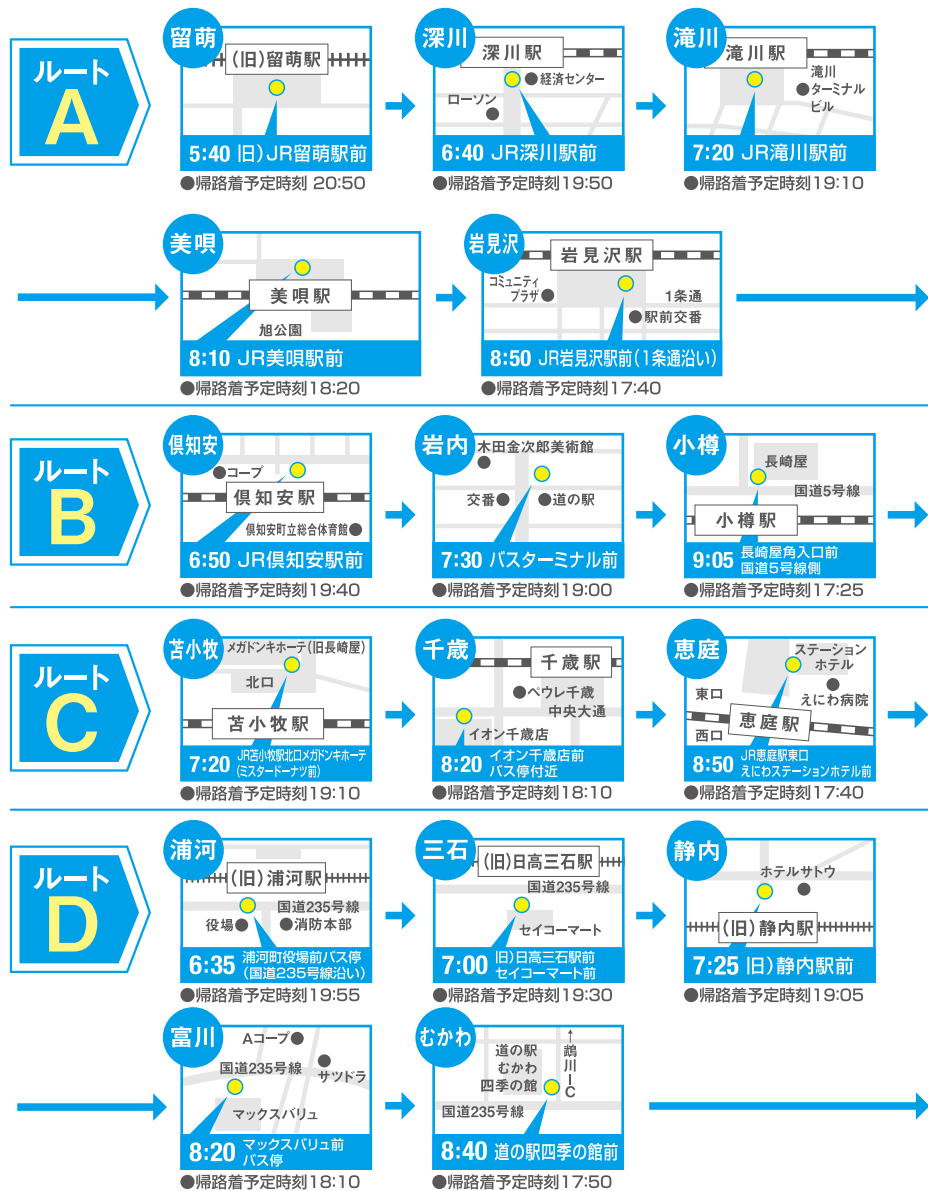 ルート
A
留萌
(旧)留萌駅
5:40 旧)JR留萌駅前
●帰路着予定時刻 20:50
深川
深川駅
経済センター
ローソン
6:40 JR深川駅前
●帰路着予定時刻19:50
滝川
滝川駅
滝川
ターミナル
ビル
7:20 JR滝川駅前
●帰路着予定時刻19:10
美唄
美唄駅
旭公園
8:10 JR美唄駅前
●帰路着予定時刻18:20
岩見沢
岩見沢駅
コミュニティ
プラザ
1条通
駅前交番
8:50 JR岩見沢駅前(1条通沿い)
●帰路着予定時刻17:40
ルート
B
倶知安
コープ
倶知安駅
倶知安町立総合体育館
6:50 JR倶知安駅前
●帰路着予定時刻19:40
岩内
木田金次郎美術館
交番
道の駅
7:30 バスターミナル前
●帰路着予定時刻19:00
小樽
長崎屋
国道5号線
小樽駅
9:05 長崎屋角入口前
国道5号線側
●帰路着予定時刻17:25
ルート
C
苫小牧
メガドンキホーテ(旧長崎屋)
北口
苫小牧駅
7:20 JR苫小牧駅北口メガドンキホーテ
(ミスタードーナツ前)
●帰路着予定時刻19:10
千歳
千歳駅
ペウレ千歳
中央大通
イオン千歳店
8:20 イオン千歳店前
バス停付近
●帰路着予定時刻18:10
恵庭
ステーション
ホテル
えにわ病院
東口
恵庭駅
西口
8:50 JR恵庭駅東口
えにわステーションホテル前
●帰路着予定時刻17:40
ルート
D
浦河
(旧)浦河駅
国道235号線
役場
消防本部
6:35 浦河町役場前バス停
(国道235号線沿い)
●帰路着予定時刻19:55
三石
(旧)日高三石駅
国道235号線
セイコーマート
7:00 旧)日高三石駅前
セイコーマート前
●帰路着予定時刻19:30
静内
ホテルサトウ
(旧)静内駅
7:25 旧)静内駅前
●帰路着予定時刻19:05
富川
Aコープ
国道235号線
サツドラ
マックスバリュ
8:20 マックスバリュ前
バス停
●帰路着予定時刻18:10
むかわ
道の駅
むかわ
四季の館
↑鵡川IC
国道235号線
8:40 道の駅四季の館前
●帰路着予定時刻17:50